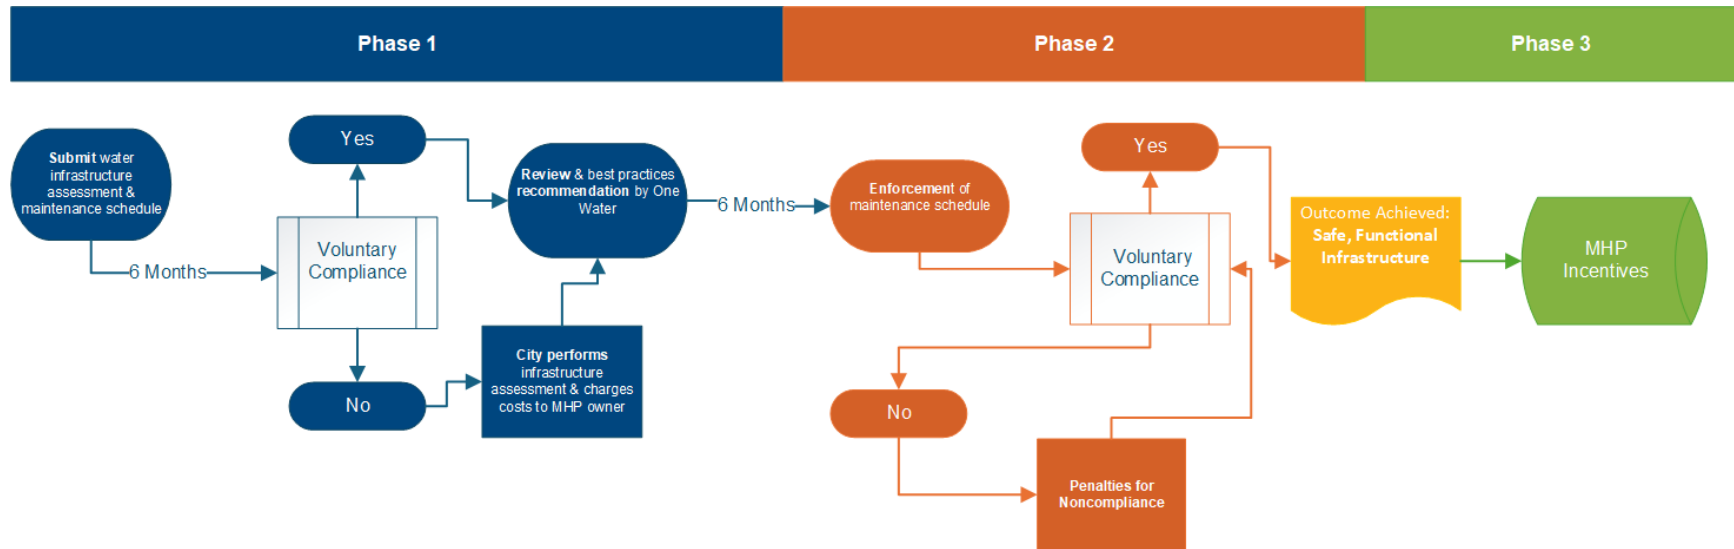 Phase 1
Phase 2
Phase 3
Submit water
infrastructure
assessment &
maintenance schedule
6 Months
Yes
Voluntary
Compliance
No
Review & best practices
recommendation by One
Water
City performs
infrastructure
assessment & charges
costs to MHP owner
6 Months
Enforcement of
maintenance schedule
Yes
Voluntary
Compliance
No
Penalties for
Noncompliance
Outcome Achieved:
Safe, Functional
Infrastructure
MHP
Incentives